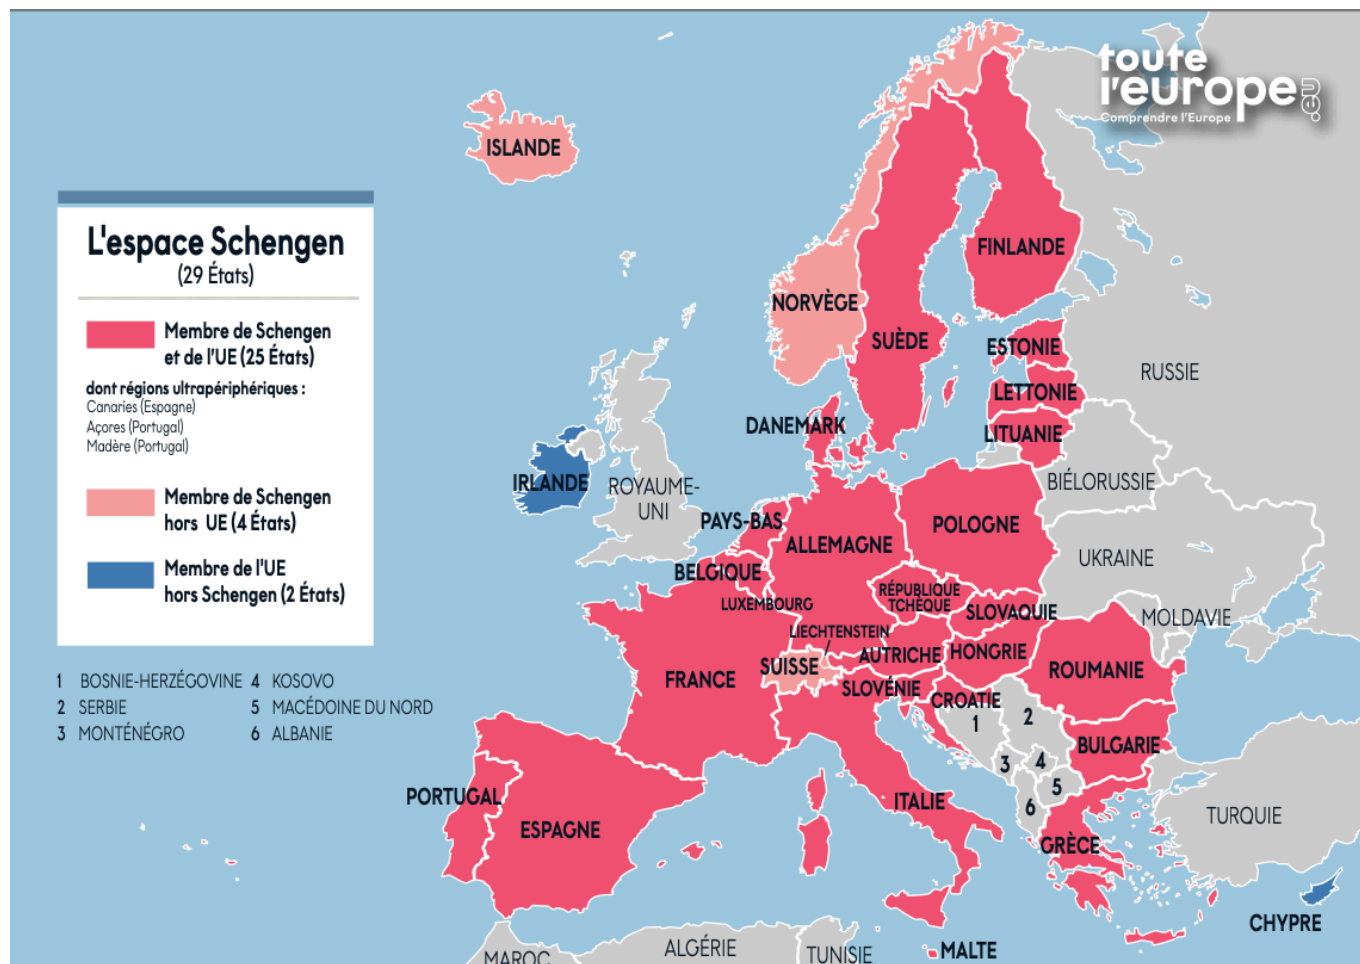 toute
l'europe .eu
Comprendre l'Europe
ISLANDE
L'espace Schengen
(29 États)
Membre de Schengen
et de l'UE (25 États)
dont régions ultrapériphériques :
Canaries (Espagne)
Açores (Portugal)
Madère (Portugal)
Membre de Schengen
hors UE (4 États)
Membre de l'UE
hors Schengen (2 États)
1 BOSNIE-HERZÉGOVINE 4 KOSOVO
2 SERBIE 5 MACÉDOINE DU NORD
3 MONTÉNÉGRO 6 ALBANIE
FINLANDE
NORVÈGE
SUÈDE
ESTONIE
RUSSIE
LETTONIE
DANEMARK
LITUANIE
IRLANDE
ROYAUME-
UNI
BIÉLORUSSIE
PAYS-BAS
POLOGNE
ALLEMAGNE
UKRAINE
BELGIQUE
RÉPUBLIQUE
TCHÈQUE
LUXEMBOURG
SLOVAQUIE
MOLDAVIE
LIECHTENSTEIN
AUTRICHE
HONGRIE
SUISSE
ROUMANIE
FRANCE
SLOVÉNIE
CROATIE
1
2
BULGARIE
3
4
5
6
PORTUGAL
ESPAGNE
ITALIE
TURQUIE
GRÈCE
CHYPRE
MAROC
ALGÉRIE
TUNISIE
MALTE